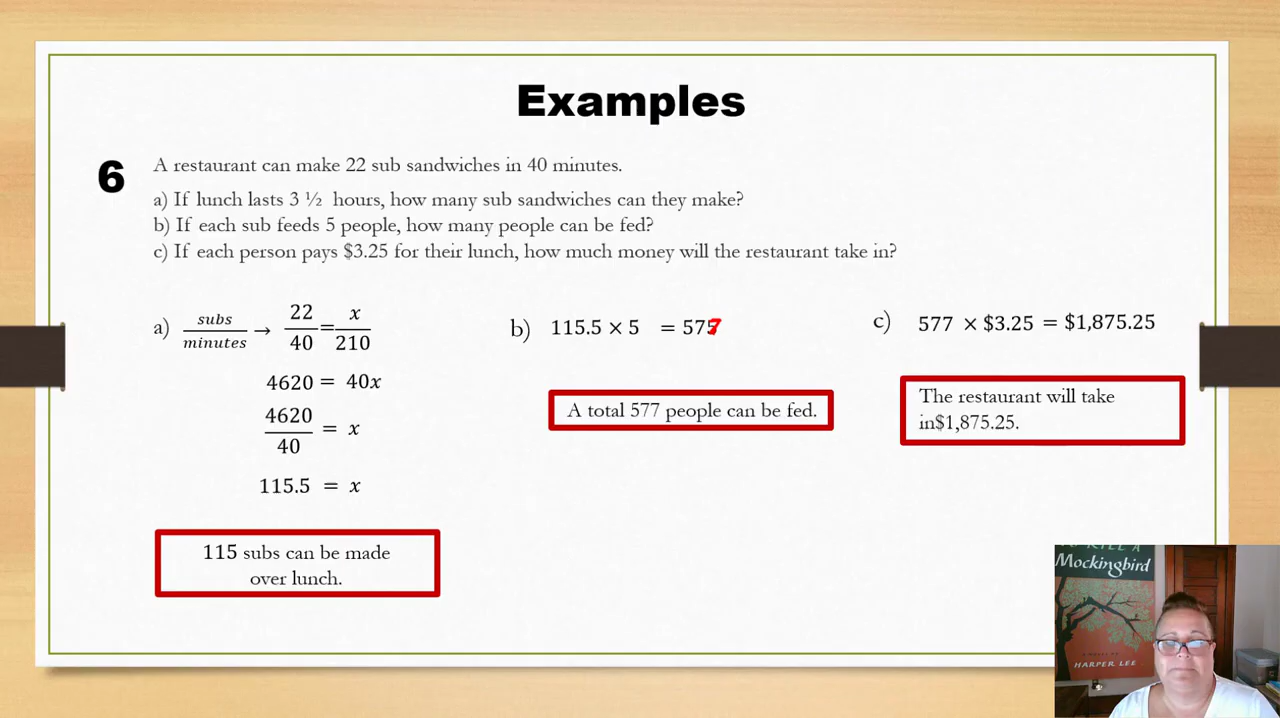 Examples
6
A restaurant can make 22 sub sandwiches in 40 minutes.
a) If lunch lasts 3 ½ hours, how many sub sandwiches can they make?
b) If each sub feeds 5 people, how many people can be fed?
c) If each person pays $3.25 for their lunch, how much money will the restaurant take in?
a) subs/minutes → 22/40 = x/210
4620 = 40x
4620/40 = x
115.5 = x
115 subs can be made
over lunch.
b) 115.5 × 5 = 577
A total 577 people can be fed.
c) 577 × $3.25 = $1,875.25
The restaurant will take
in$1,875.25.
Mockingbird
HARPER LEE